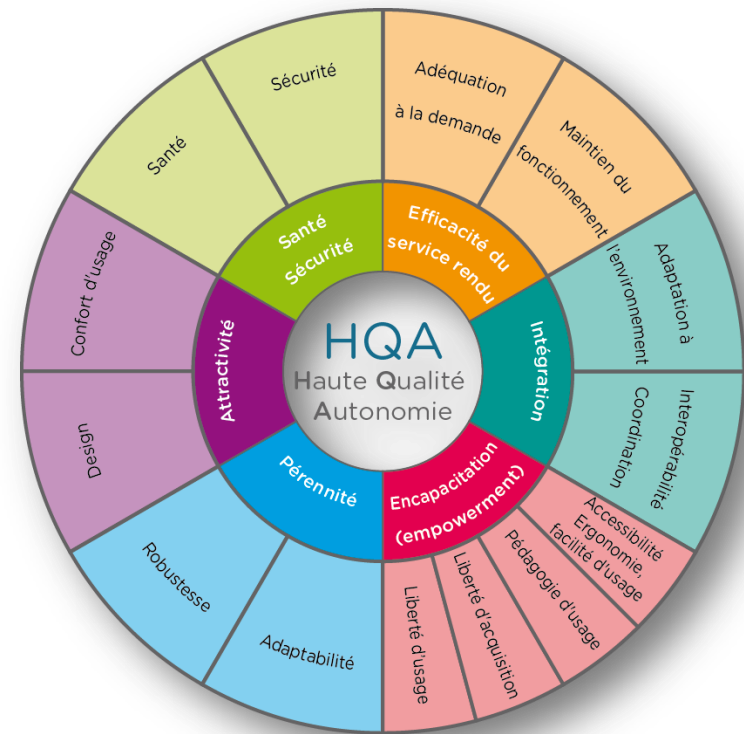 HQA
Haute Qualité
Autonomie
Santé
Sécurité
Efficacité du
service rendu
Intégration
Encapacitation
(empowerment)
Pérennité
Attractivité
Sécurité
Adéquation
à la demande
Maintien du
fonctionnement
Adaptation à
l'environnement
Interopérabilité
Coordination
Accessibilité
Ergonomie,
facilité d'usage
Pédagogie d'usage
Liberté d'acquisition
Liberté d'usage
Adaptabilité
Robustesse
Design
Confort d'usage
Santé